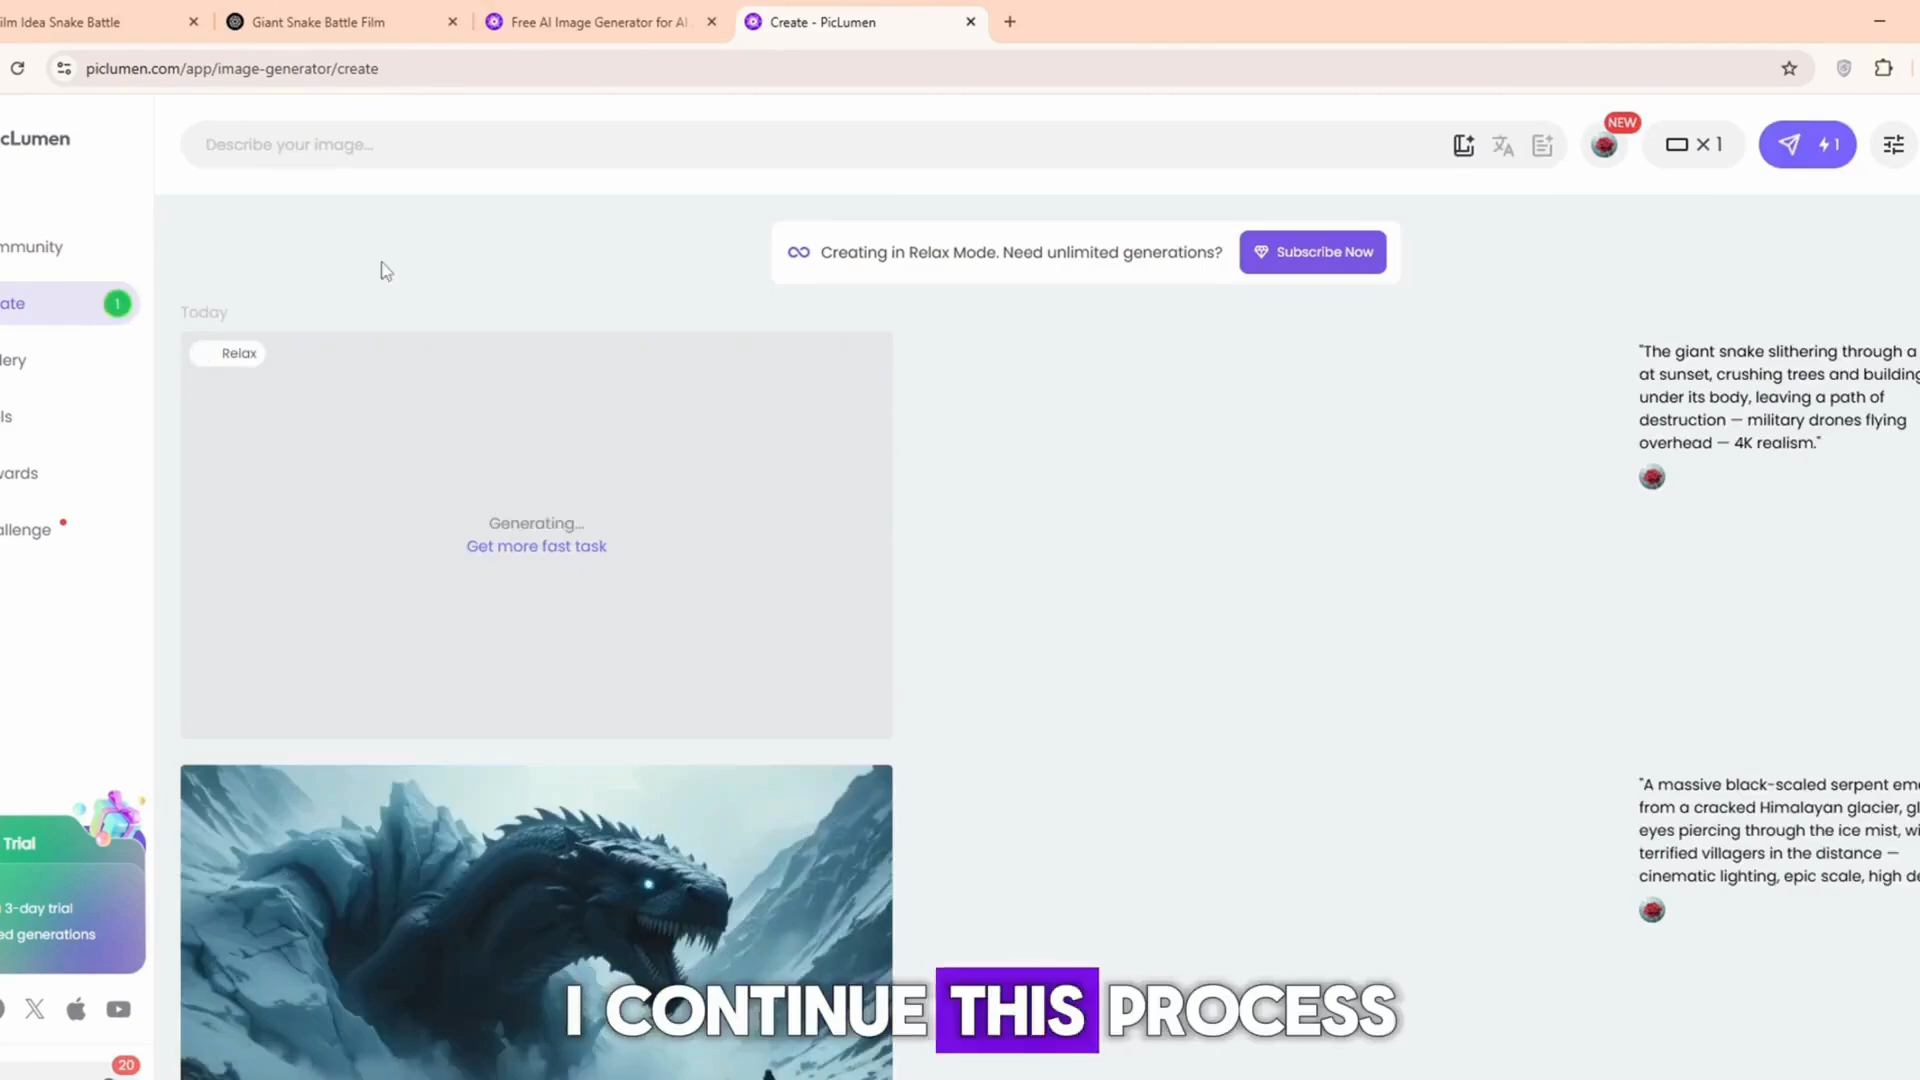 ilm Idea Snake Battle
Giant Snake Battle Film
Free AI Image Generator for AI
Create - PicLumen
piclumen.com/app/image-generator/create
cLumen
Describe your image...
NEW
× 1
1
mmunity
Creating in Relax Mode. Need unlimited generations?
Subscribe Now
ate
1
Today
Relax
lery
"The giant snake slithering through a
at sunset, crushing trees and building
under its body, leaving a path of
destruction — military drones flying
overhead — 4K realism."
ls
vards
allenge
Generating...
Get more fast task
"A massive black-scaled serpent eme
from a cracked Himalayan glacier, gl
eyes piercing through the ice mist, wi
terrified villagers in the distance —
cinematic lighting, epic scale, high de
Trial
3-day trial
ed generations
I CONTINUE THIS PROCESS
20